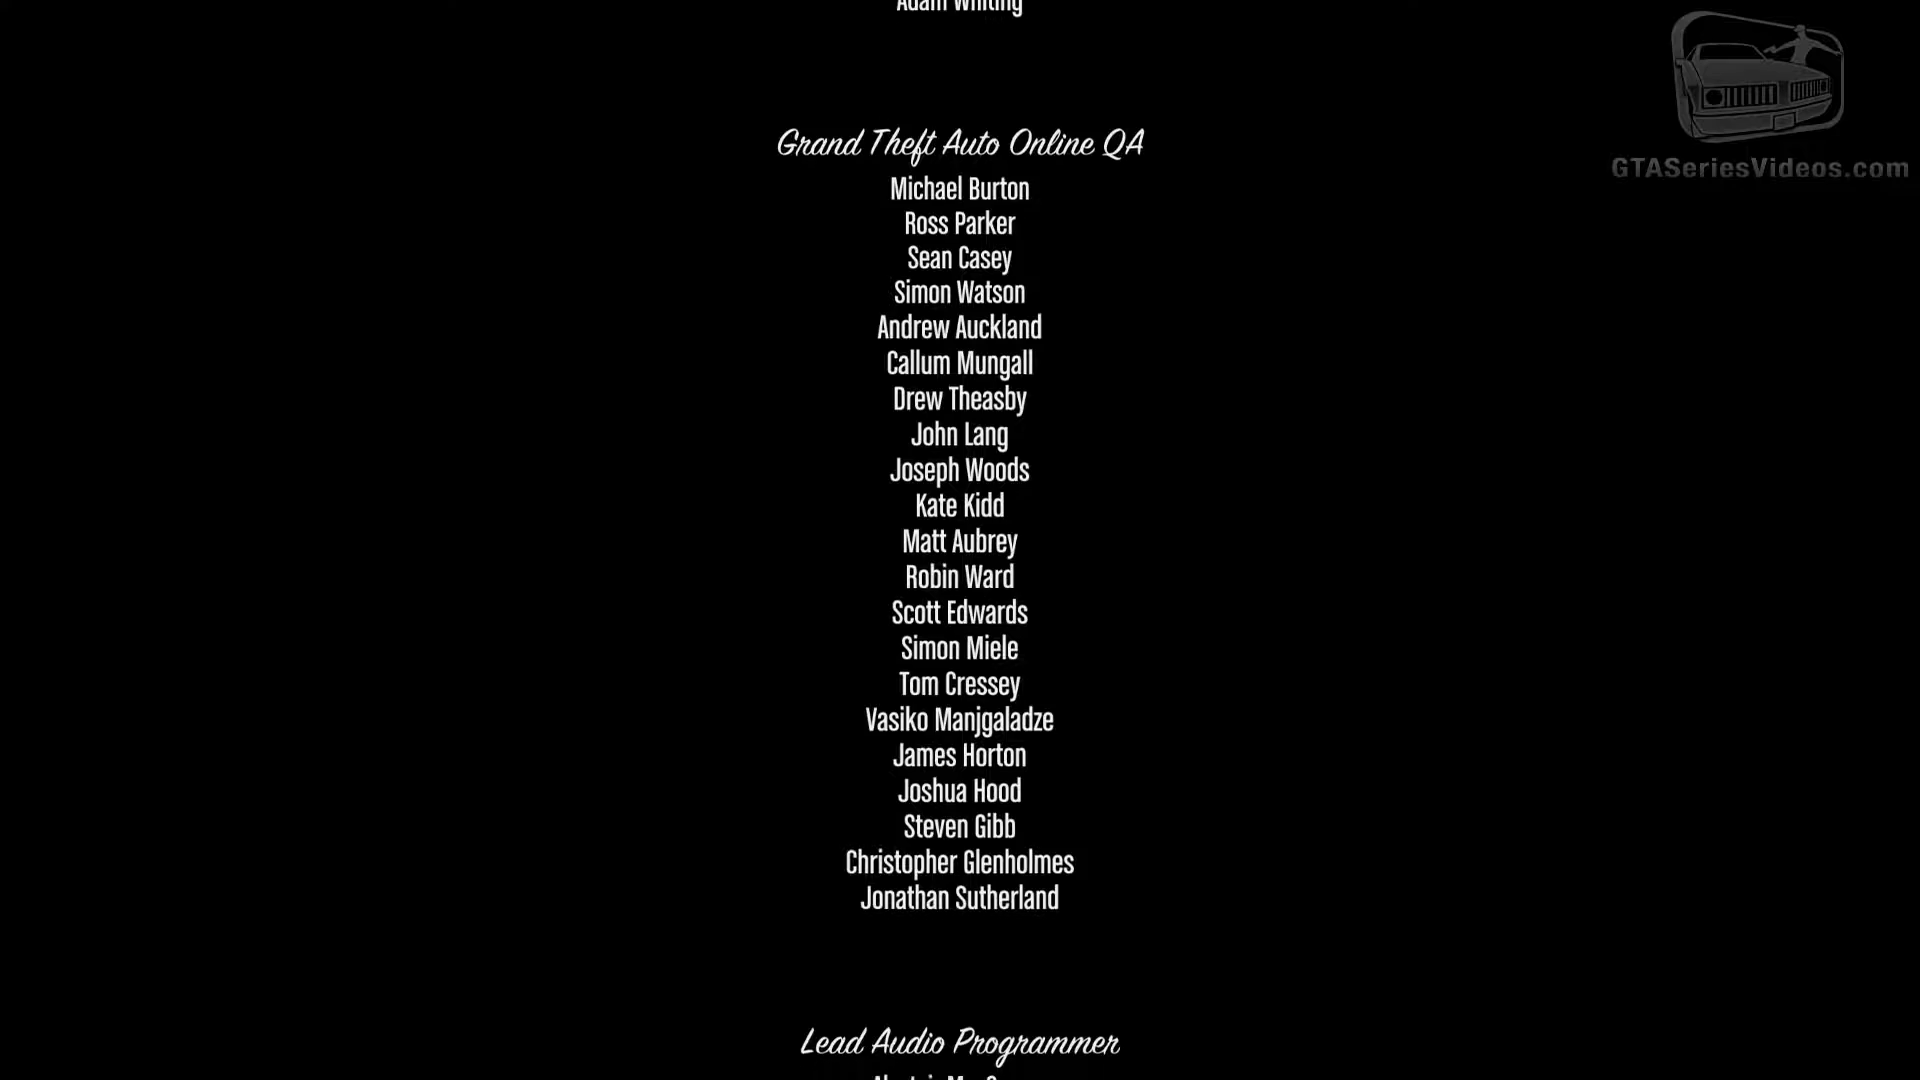 Adam Whiting
GTASeriesVideos.com
Grand Theft Auto Online QA
Michael Burton
Ross Parker
Sean Casey
Simon Watson
Andrew Auckland
Callum Mungall
Drew Theasby
John Lang
Joseph Woods
Kate Kidd
Matt Aubrey
Robin Ward
Scott Edwards
Simon Miele
Tom Cressey
Vasiko Manjgaladze
James Horton
Joshua Hood
Steven Gibb
Christopher Glenholmes
Jonathan Sutherland
Lead Audio Programmer